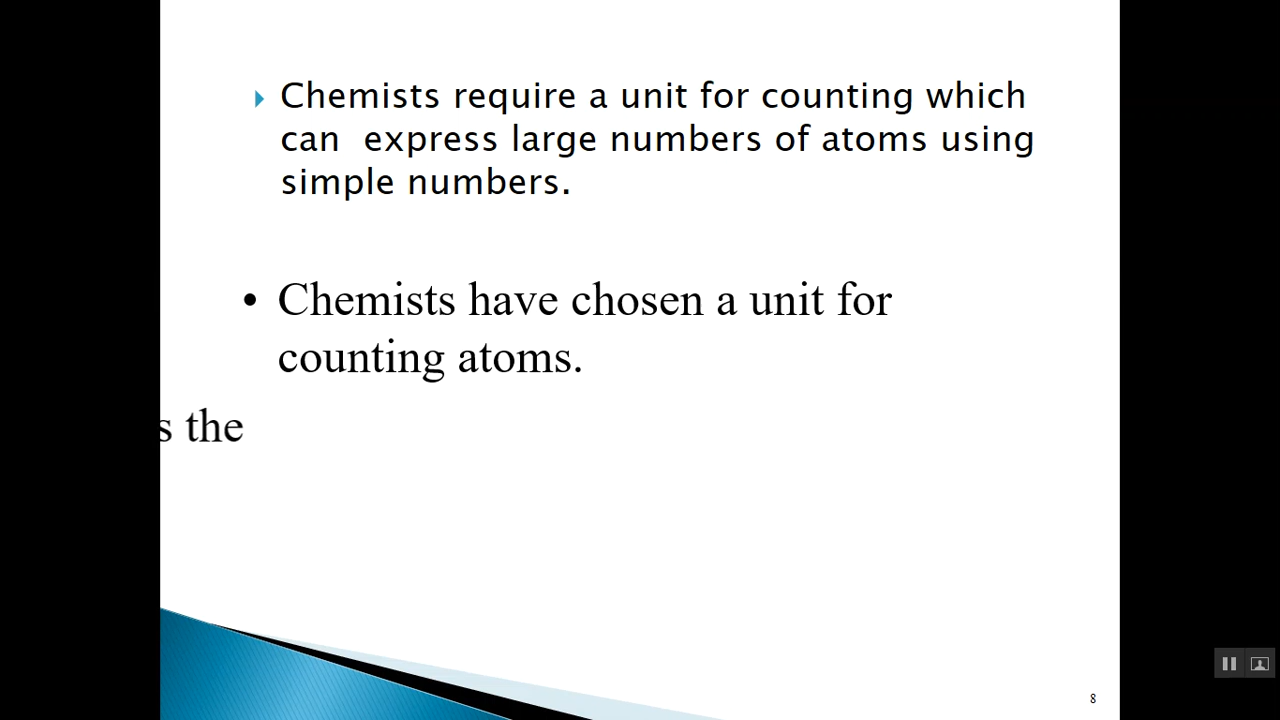 Chemists require a unit for counting which
can express large numbers of atoms using
simple numbers.
• Chemists have chosen a unit for
counting atoms.
s the
8